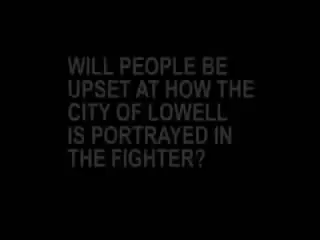 WILL PEOPLE BE
UPSET AT HOW THE
CITY OF LOWELL
IS PORTRAYED IN
THE FIGHTER?